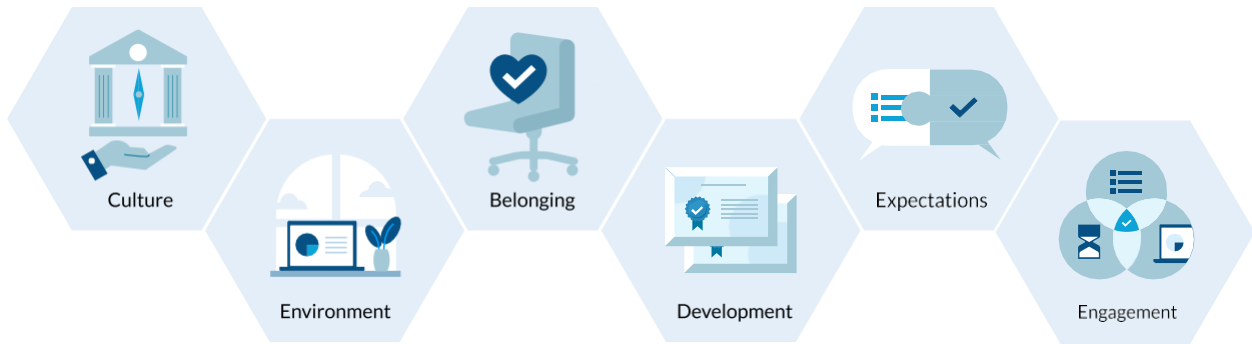 Culture
Environment
Belonging
Development
Expectations
Engagement